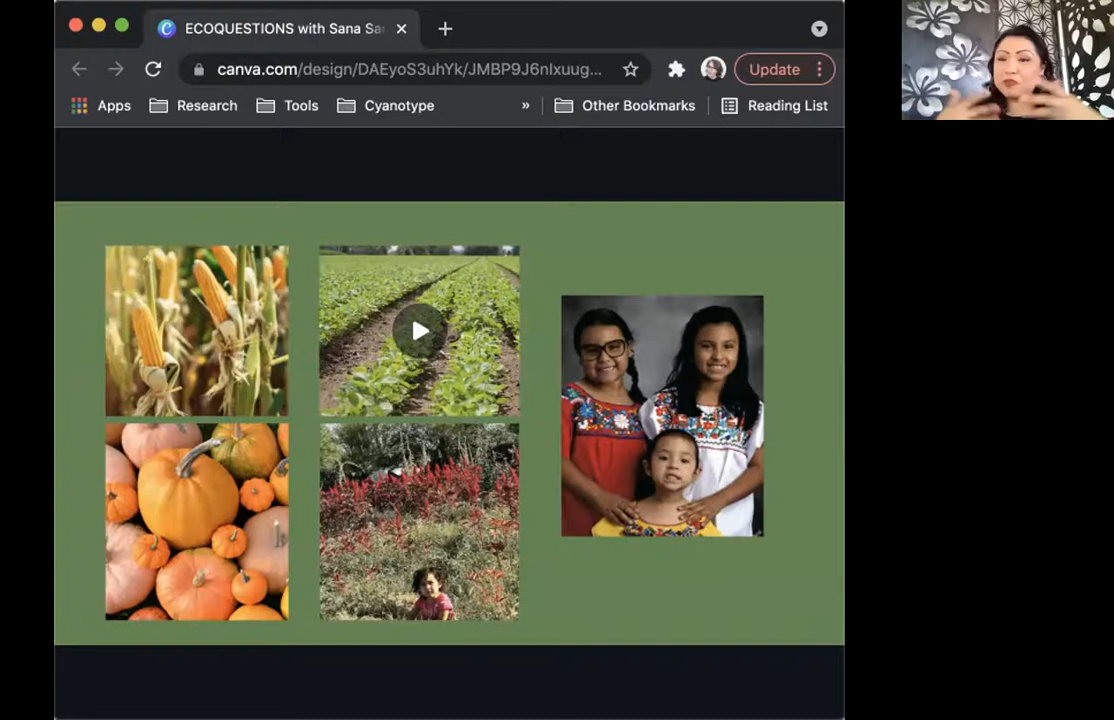 ECOQUESTIONS with Sana Sa
canva.com/design/DAEyoS3uhYk/JMBP9J6nlxuug...
Update
Apps
Research
Tools
Cyanotype
»
Other Bookmarks
Reading List